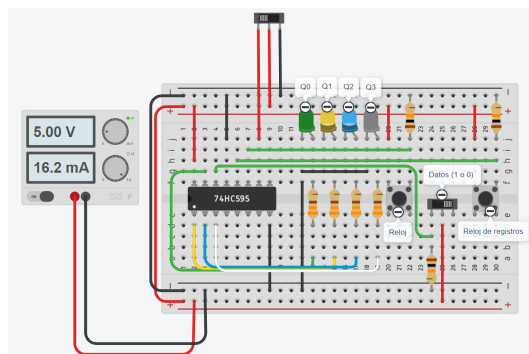 Q0 Q1 Q2 Q3
5.00 V
16.2 mA
ON
74HC595
Datos (1 o 0)
Reloj
Reloj de registros